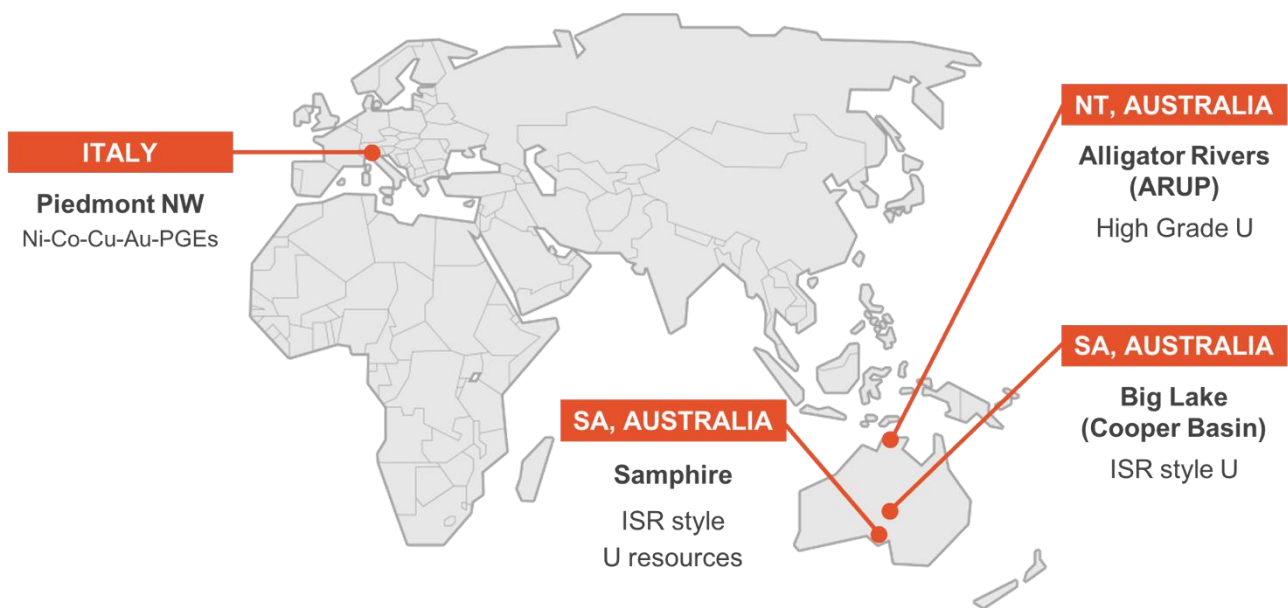 ITALY
Piedmont NW
Ni-Co-Cu-Au-PGEs
NT, AUSTRALIA
Alligator Rivers
(ARUP)
High Grade U
SA, AUSTRALIA
Big Lake
(Cooper Basin)
ISR style U
SA, AUSTRALIA
Samphire
ISR style
U resources